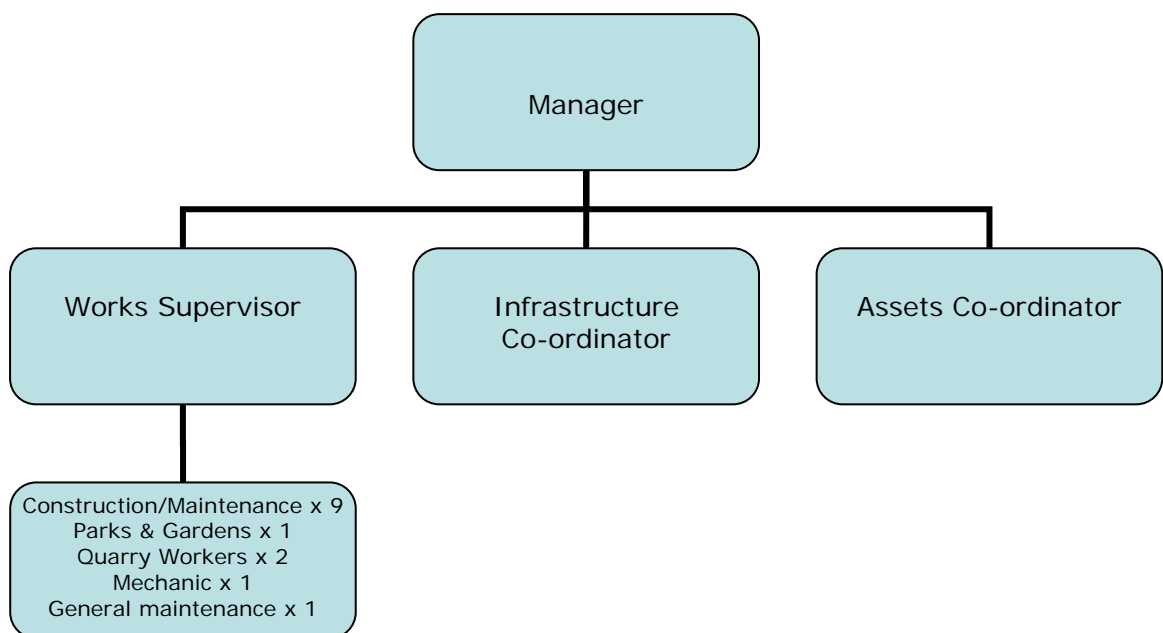 Manager
Works Supervisor
Infrastructure
Co-ordinator
Assets Co-ordinator
Construction/Maintenance x 9
Parks & Gardens x 1
Quarry Workers x 2
Mechanic x 1
General maintenance x 1